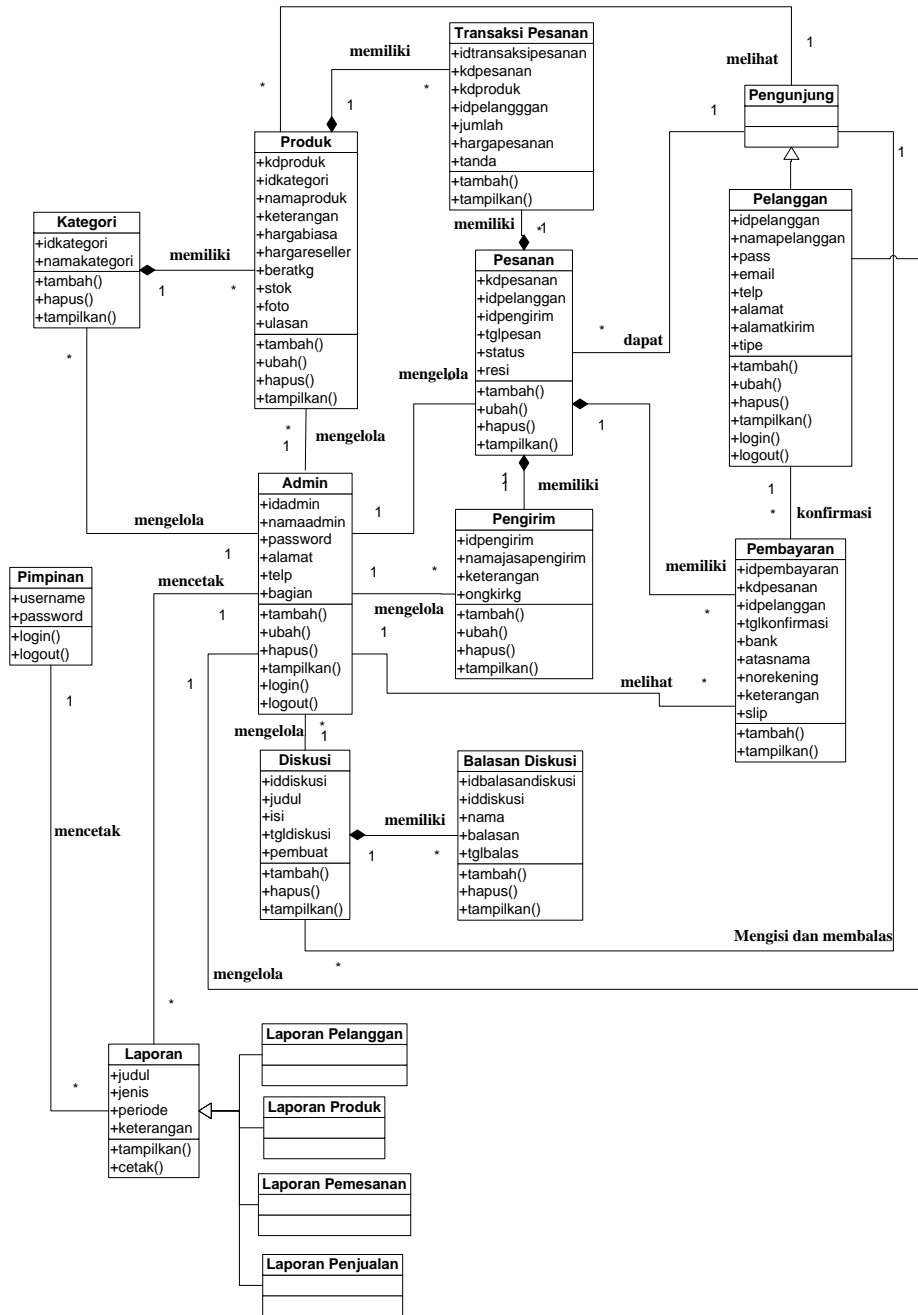 Transaksi Pesanan
+idtransaksipesanan
+kdpesanan
+kdproduk
+idpelangggan
+jumlah
+hargapesanan
+tanda
+tambah()
+tampilkan()
memiliki
1
*
1
melihat
*
1
Pengunjung
1
1
Produk
+kdproduk
+idkategori
+namaproduk
+keterangan
+hargabiasa
+hargareseller
+beratkg
+stok
+foto
+ulasan
+tambah()
+ubah()
+hapus()
+tampilkan()
Kategori
+idkategori
+namakategori
+tambah()
+hapus()
+tampilkan()
memiliki
1
*
*
memiliki
*
1
Pesanan
+kdpesanan
+idpelanggan
+idpengirim
+tglpesan
+status
+resi
+tambah()
+ubah()
+hapus()
+tampilkan()
*
dapat
Pelanggan
+idpelanggan
+namapelanggan
+pass
+email
+telp
+alamat
+alamatkirim
+tipe
+tambah()
+ubah()
+hapus()
+tampilkan()
+login()
+logout()
mengelola
*
*
1
mengelola
1
1
1
memiliki
1
*
konfirmasi
Admin
+idadmin
+namaadmin
+password
+alamat
+telp
+bagian
+tambah()
+ubah()
+hapus()
+tampilkan()
+login()
+logout()
mengelola
1
1
Pengirim
+idpengirim
+namajasapengirim
+keterangan
+ongkirkg
+tambah()
+ubah()
+hapus()
+tampilkan()
1
*
mengelola
memiliki
*
Pembayaran
+idpembayaran
+kdpesanan
+idpelanggan
+tglkonfirmasi
+bank
+atasnama
+norekening
+keterangan
+slip
+tambah()
+tampilkan()
Pimpinan
+username
+password
+login()
+logout()
mencetak
1
1
1
1
melihat
*
mengelola
*
1
Diskusi
+iddiskusi
+judul
+isi
+tgldiskusi
+pembuat
+tambah()
+hapus()
+tampilkan()
memiliki
1
*
Balasan Diskusi
+idbalasandiskusi
+iddiskusi
+nama
+balasan
+tglbalas
+tambah()
+hapus()
+tampilkan()
mencetak
Mengisi dan membalas
*
mengelola
*
*
Laporan
+judul
+jenis
+periode
+keterangan
+tampilkan()
+cetak()
*
Laporan Pelanggan
Laporan Produk
Laporan Pemesanan
Laporan Penjualan